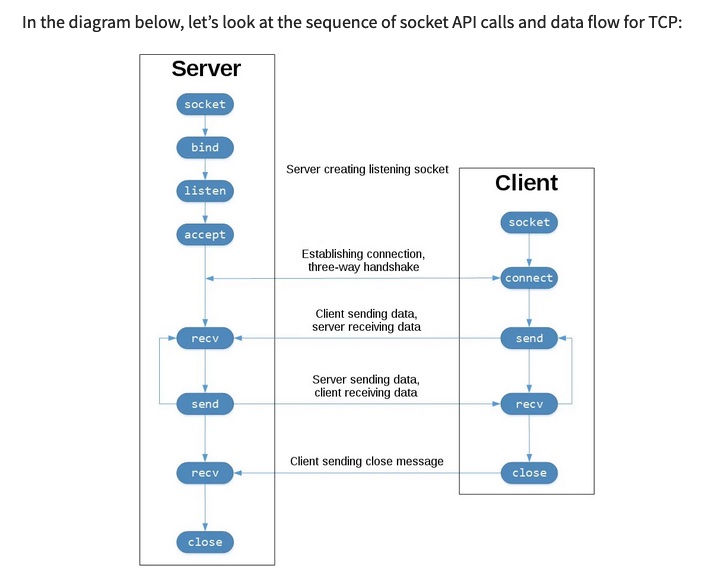 In the diagram below, let’s look at the sequence of socket API calls and data flow for TCP:
Server
socket
bind
listen
accept
recv
send
recv
close
Server creating listening socket
Establishing connection,
three-way handshake
Client sending data,
server receiving data
Server sending data,
client receiving data
Client sending close message
Client
socket
connect
send
recv
close